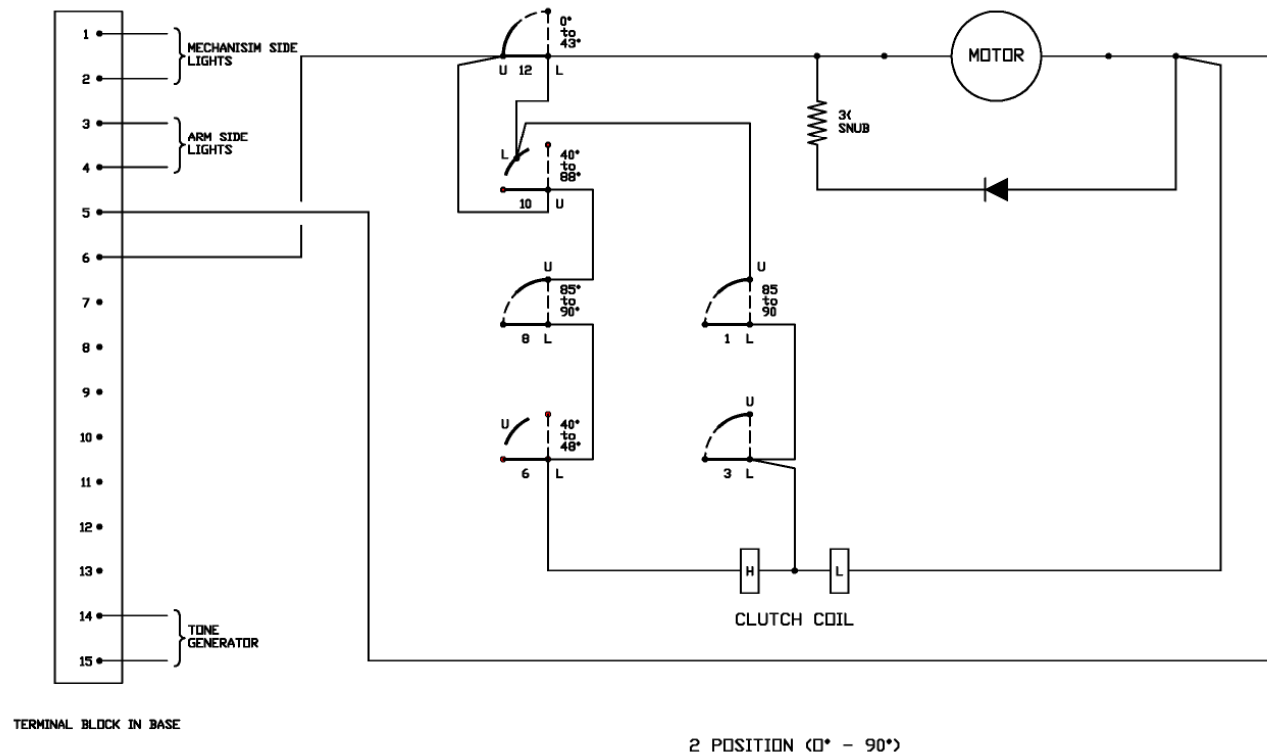 1
MECHANISIM SIDE
LIGHTS
2
3
ARM SIDE
LIGHTS
4
5
6
7
8
9
10
11
12
13
14
TONE
GENERATOR
15
TERMINAL BLOCK IN BASE
0°
to
43°
U 12 L
L
40°
to
88°
10 U
U
85°
to
90°
8 L
U
40°
to
48°
6 L
U
85
to
90
1 L
U
3 L
MOTOR
SNUB
H
L
CLUTCH COIL
2 POSITION (0° - 90°)